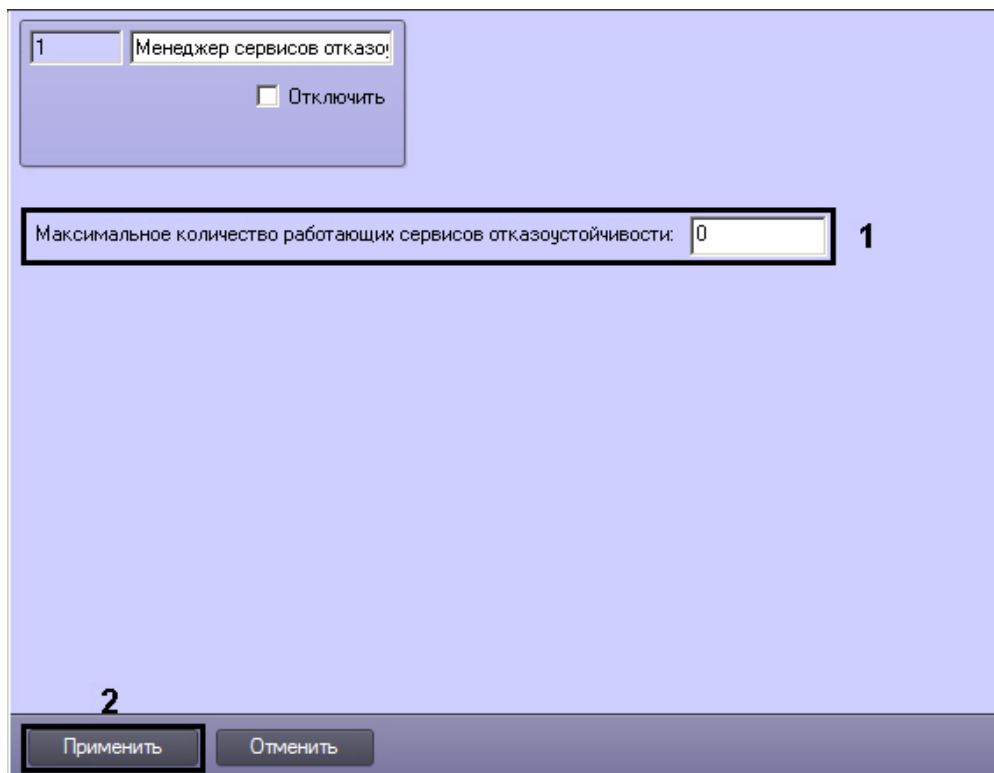 1 Менеджер сервисов отказо
Отключить
Максимальное количество работающих сервисов отказоустойчивости: 0 1
2
Применить Отменить